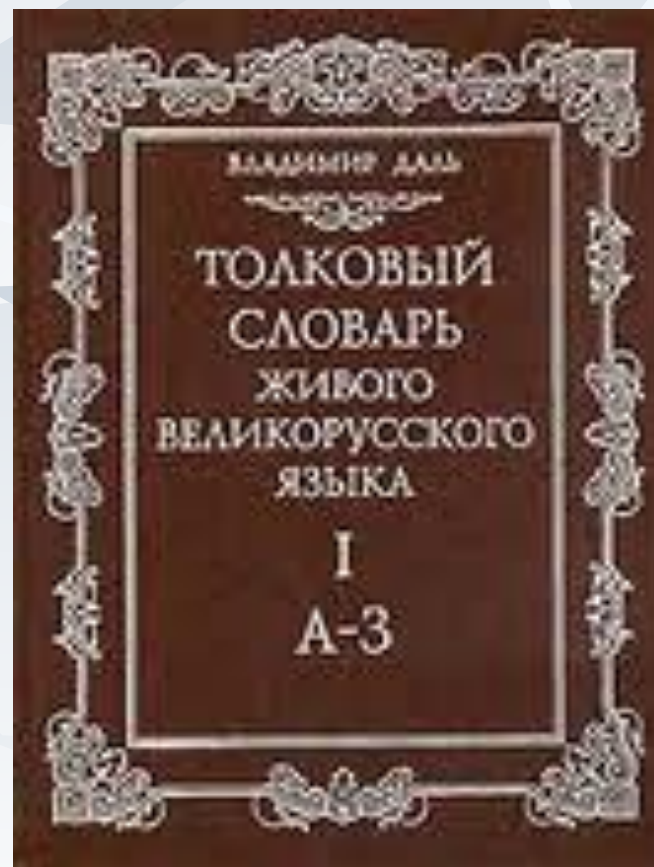 ВЛАДИМИР ДАЛЬ
ТОЛКОВЫЙ
СЛОВАРЬ
ЖИВОГО
ВЕЛИКОРУССКОГО
ЯЗЫКА
I
А-З